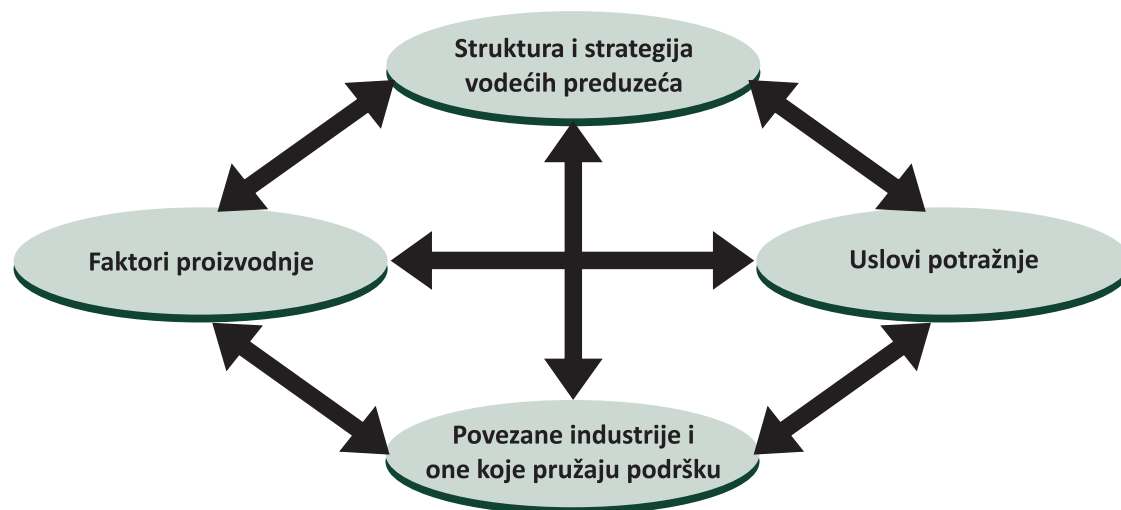 Struktura i strategija
vodećih preduzeća
Faktori proizvodnje
Uslovi potražnje
Povezane industrije i
one koje pružaju podršku